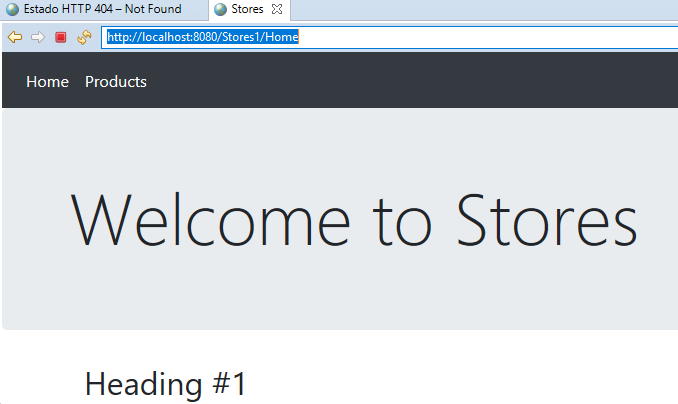 Estado HTTP 404 – Not Found
Stores
http://localhost:8080/Stores1/Home
Home Products
Welcome to Stores
Heading #1